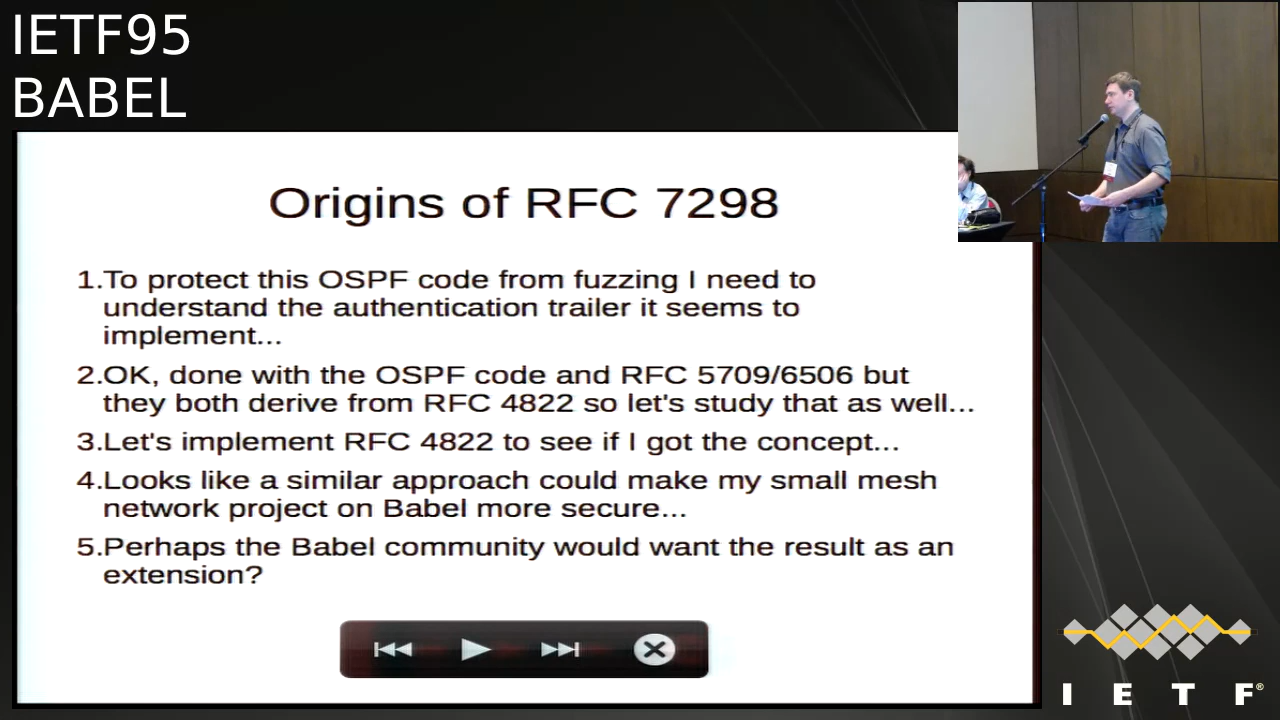 IETF95
BABEL
Origins of RFC 7298
1.To protect this OSPF code from fuzzing I need to
understand the authentication trailer it seems to
implement...
2.OK, done with the OSPF code and RFC 5709/6506 but
they both derive from RFC 4822 so let's study that as well...
3.Let's implement RFC 4822 to see if I got the concept...
4.Looks like a similar approach could make my small mesh
network project on Babel more secure...
5.Perhaps the Babel community would want the result as an
extension?
I E T F®